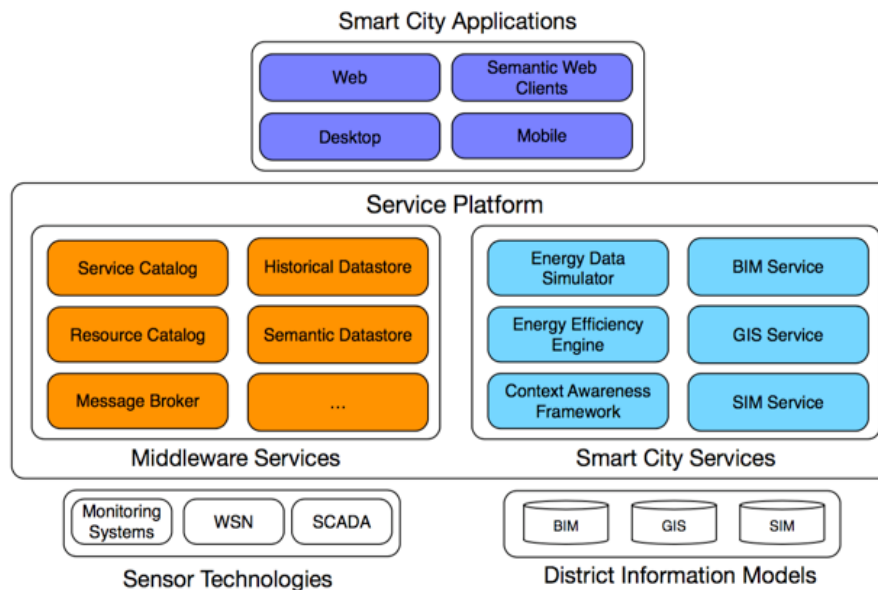 Smart City Applications
Web
Semantic Web
Clients
Desktop
Mobile
Service Platform
Service Catalog
Historical Datastore
Resource Catalog
Semantic Datastore
Message Broker
...
Middleware Services
Energy Data
Simulator
BIM Service
Energy Efficiency
Engine
GIS Service
Context Awareness
Framework
SIM Service
Smart City Services
Monitoring
Systems
WSN
SCADA
Sensor Technologies
BIM
GIS
SIM
District Information Models